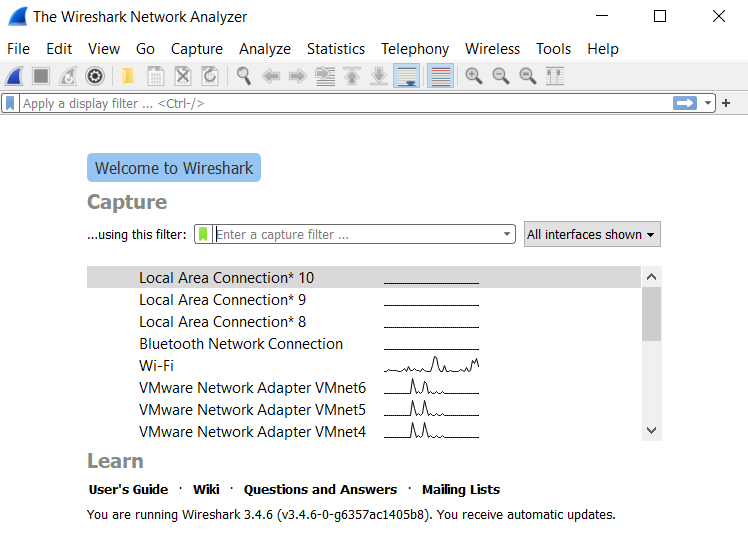 The Wireshark Network Analyzer
File Edit View Go Capture Analyze Statistics Telephony Wireless Tools Help
Apply a display filter ... <Ctrl-/>
Welcome to Wireshark
Capture
...using this filter: Enter a capture filter ... All interfaces shown
Local Area Connection* 10
Local Area Connection* 9
Local Area Connection* 8
Bluetooth Network Connection
Wi-Fi
VMware Network Adapter VMnet6
VMware Network Adapter VMnet5
VMware Network Adapter VMnet4
Learn
User's Guide · Wiki · Questions and Answers · Mailing Lists
You are running Wireshark 3.4.6 (v3.4.6-0-g6357ac1405b8). You receive automatic updates.